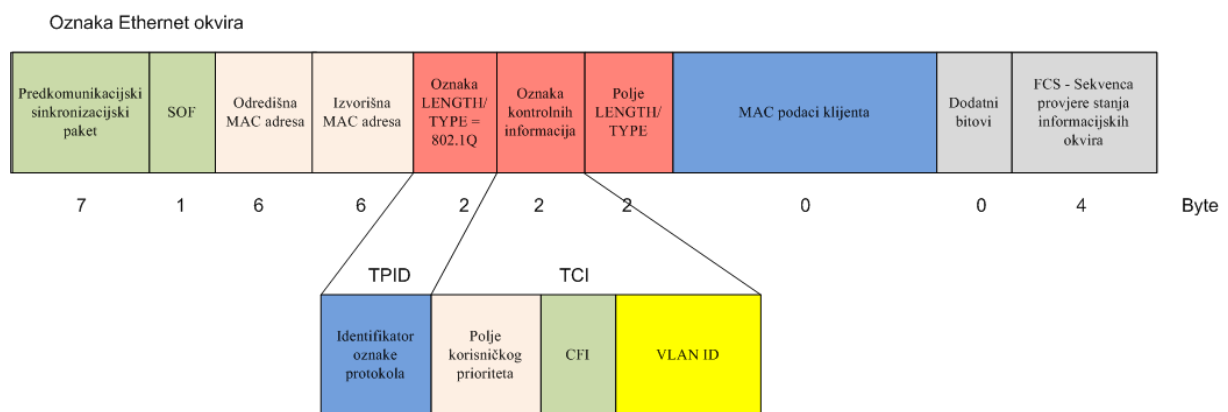 Oznaka Ethernet okvira
Predkomunikacijski
sinkronizacijski
paket
SOF
Odredišna
MAC adresa
Izvorišna
MAC adresa
Oznaka
LENGTH/
TYPE =
802.1Q
Oznaka
kontrolnih
informacija
Polje
LENGTH/
TYPE
MAC podaci klijenta
Dodatni
bitovi
FCS - Sekvenca
provjere stanja
informacijskih
okvira
7 1 6 6 2 2 2 0 0 4 Byte
TPID TCI
Identifikator
oznake
protokola
Polje
korisničkog
prioriteta
CFI
VLAN ID